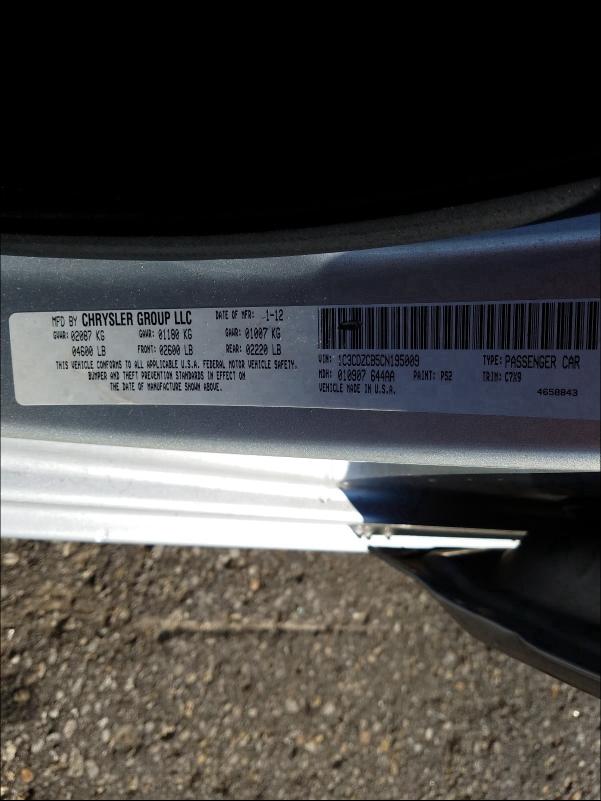 MFD BY CHRYSLER GROUP LLC DATE OF MFR: 1-12
GVWR: 02087 KG GAWR: 01180 KG GAWR: 01007 KG
04600 LB FRONT: 02600 LB REAR: 02220 LB
THIS VEHICLE CONFORMS TO ALL APPLICABLE U.S.A. FEDERAL MOTOR VEHICLE SAFETY,
BUMPER AND THEFT PREVENTION STANDARDS IN EFFECT ON
THE DATE OF MANUFACTURE SHOWN ABOVE.
VIN: 1C3CDZCB5CN195009 TYPE: PASSENGER CAR
MDH: 010907 644AA PAINT: PS2 TRIM: C7X9
VEHICLE MADE IN U.S.A.
4658843